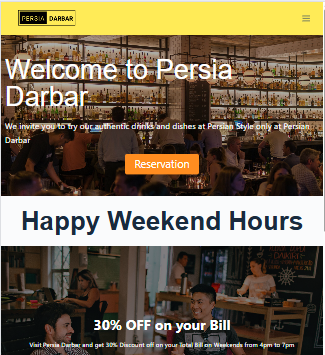 PERSIA DARBAR
Welcome to Persia
Darbar
We invite you to try our authentic drinks and dishes at Persian Style only at Persian
Darbar
Reservation
Happy Weekend Hours
30% OFF on your Bill
Visit Persia Darbar and get 30% Discount off on your Total Bill on Weekends from 4pm to 7pm